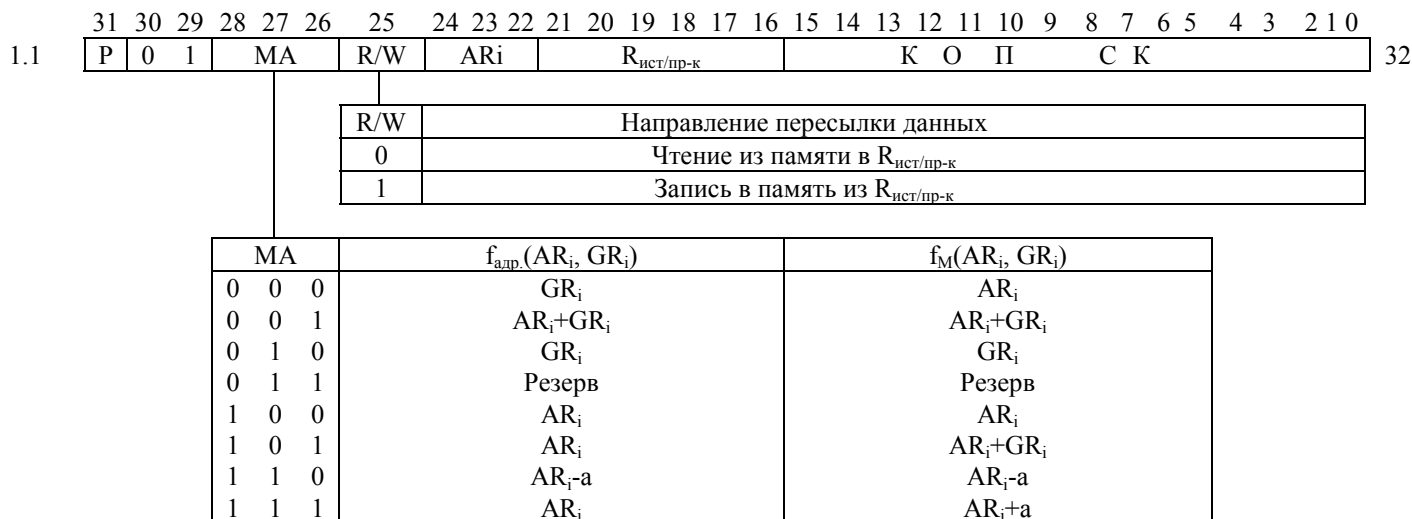 31 30 29 28 27 26 25 24 23 22 21 20 19 18 17 16 15 14 13 12 11 10 9 8 7 6 5 4 3 2 1 0
1.1 P 0 1 МА R/W ARi Rист/пр-к К О П С К 32
R/W Направление пересылки данных
0 Чтение из памяти в Rист/пр-к
1 Запись в память из Rист/пр-к
МА fадр.(ARi, GRi) fМ(ARi, GRi)
0 0 0 GRi ARi
0 0 1 ARi+GRi ARi+GRi
0 1 0 GRi GRi
0 1 1 Резерв Резерв
1 0 0 ARi ARi
1 0 1 ARi ARi+GRi
1 1 0 ARi-a ARi-a
1 1 1 ARi ARi+a